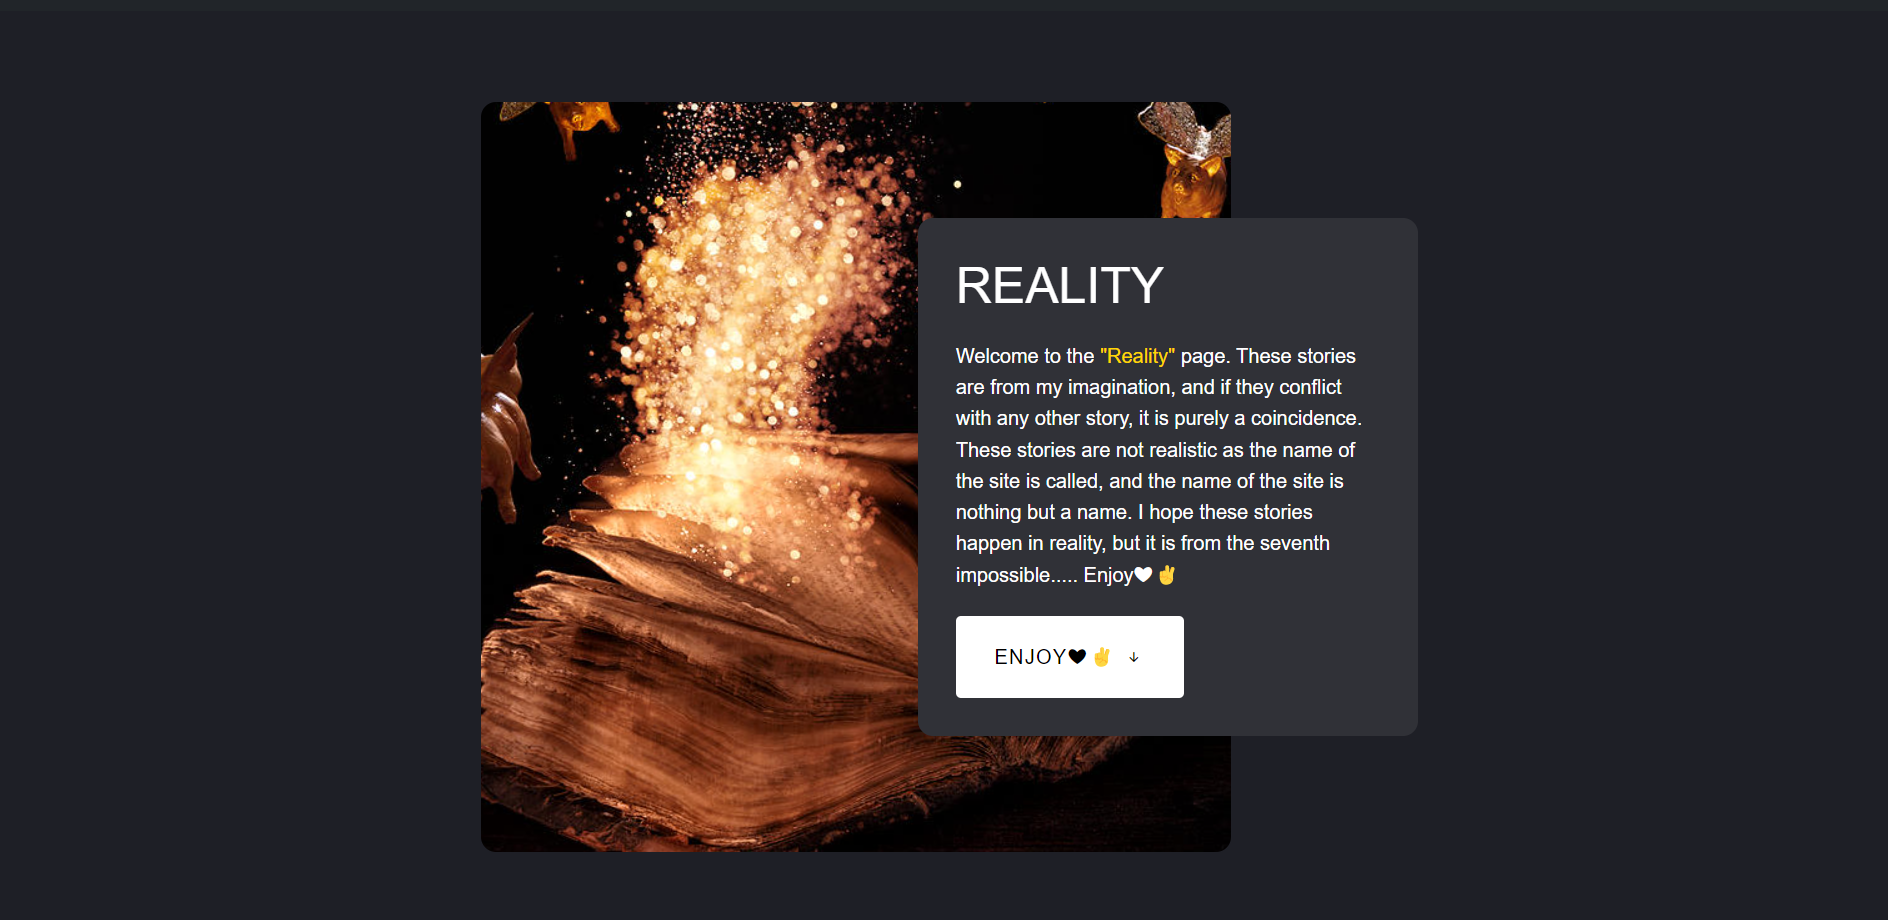 REALITY
Welcome to the "Reality" page. These stories
are from my imagination, and if they conflict
with any other story, it is purely a coincidence.
These stories are not realistic as the name of
the site is called, and the name of the site is
nothing but a name. I hope these stories
happen in reality, but it is from the seventh
impossible..... Enjoy🤍✌
ENJOY🖤✌ ↓